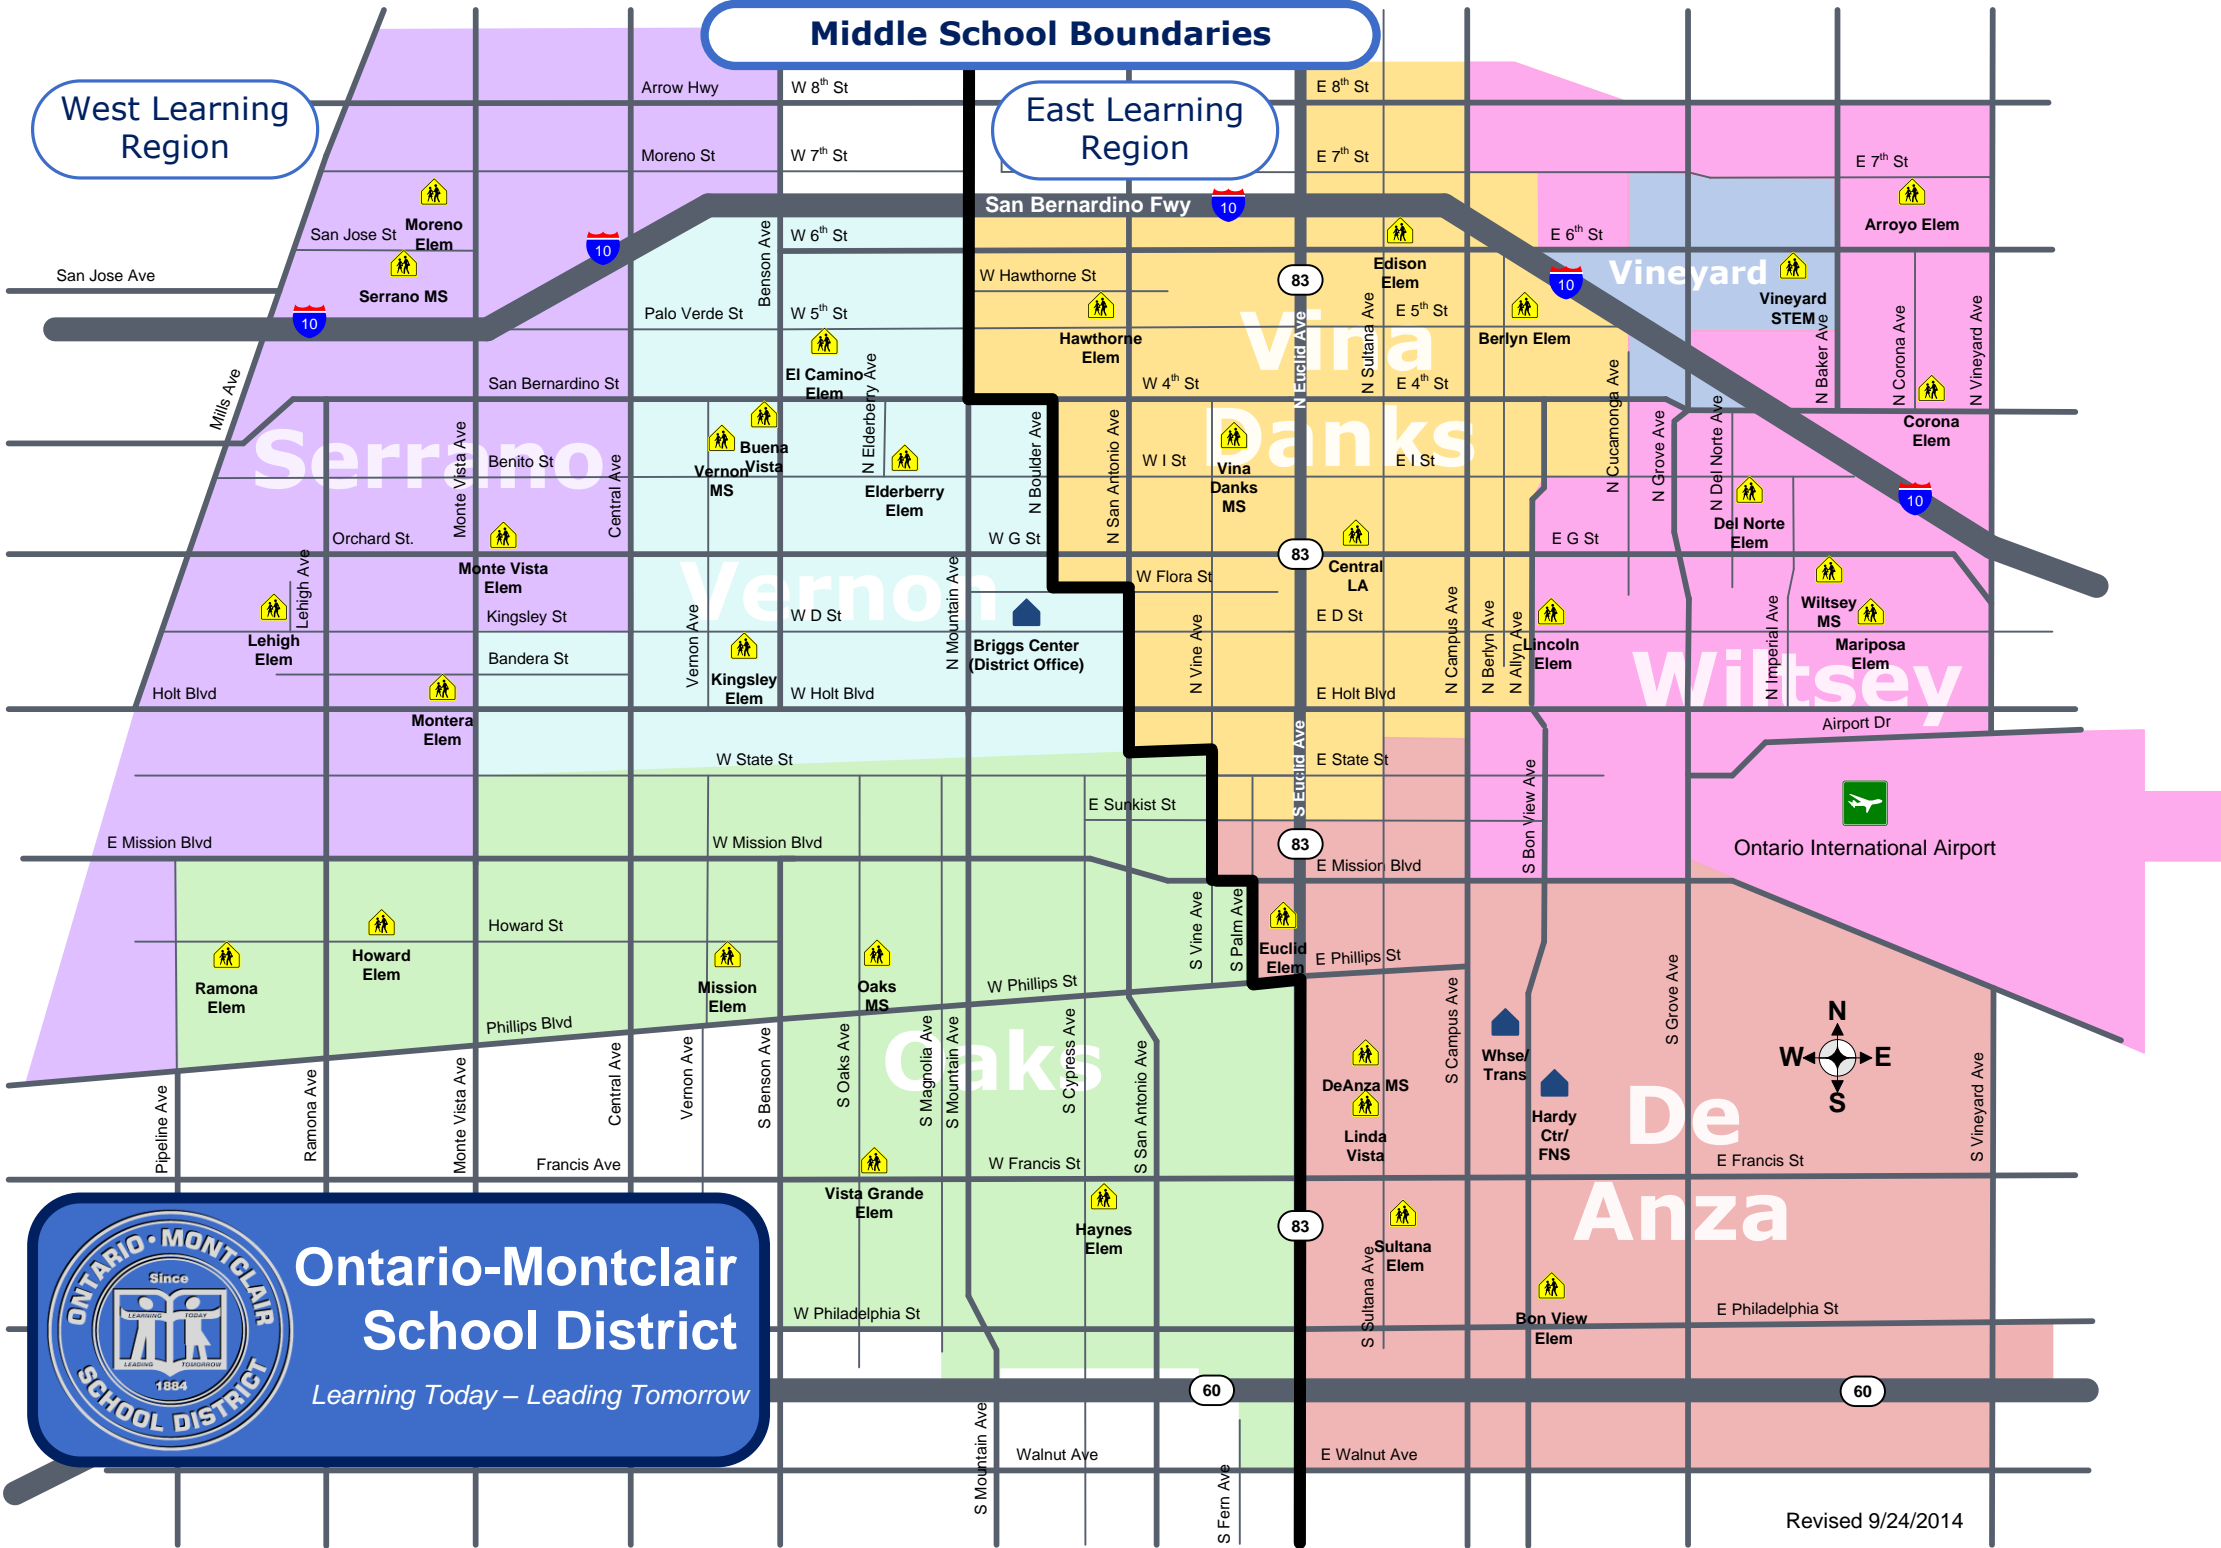 Middle School Boundaries
West Learning
Region
East Learning
Region
Arrow Hwy
W 8th St
E 8th St
Moreno St
W 7th St
E 7th St
E 7th St
San Bernardino Fwy
10
Moreno
Elem
San Jose St
Serrano MS
San Jose Ave
10
10
Benson Ave
W 6th St
W Hawthorne St
83
Edison
Elem
E 6th St
Arroyo Elem
10
Vineyard
Vineyard
STEM
Palo Verde St
W 5th St
El Camino
Elem
Hawthorne
Elem
Vina
Danks
N Euclid Ave
N Sultana Ave
E 5th St
Berlyn Elem
N Baker Ave
N Corona Ave
N Vineyard Ave
Mills Ave
San Bernardino St
N Elderberry Ave
W 4th St
E 4th St
N Cucamonga Ave
N Grove Ave
N Del Norte Ave
Corona
Elem
Serrano
Monte Vista Ave
Benito St
Central Ave
Vernon
MS
Buena
Vista
Elderberry
Elem
N Boulder Ave
N San Antonio Ave
W I St
Vina
Danks
MS
E I St
Del Norte
Elem
10
Orchard St.
Monte Vista
Elem
W G St
83
Central
LA
E G St
Lehigh Ave
Lehigh
Elem
Kingsley St
Bandera St
Vernon
Vernon Ave
Kingsley
Elem
W D St
N Mountain Ave
Briggs Center
(District Office)
W Flora St
N Vine Ave
E D St
N Campus Ave
N Berlyn Ave
N Allyn Ave
Lincoln
Elem
Wiltsey
MS
Mariposa
Elem
N Imperial Ave
Wiltsey
Holt Blvd
Montera
Elem
W Holt Blvd
E Holt Blvd
Airport Dr
W State St
S Euclid Ave
E State St
S Bon View Ave
E Sunkist St
Ontario International Airport
E Mission Blvd
W Mission Blvd
83
E Mission Blvd
Howard St
Ramona
Elem
Howard
Elem
Mission
Elem
Oaks
MS
S Vine Ave
S Palm Ave
Euclid
Elem
E Phillips St
W Phillips St
Phillips Blvd
S Grove Ave
Oaks
Pipeline Ave
Ramona Ave
Monte Vista Ave
Central Ave
Vernon Ave
S Benson Ave
S Oaks Ave
S Magnolia Ave
S Mountain Ave
S Cypress Ave
S San Antonio Ave
DeAnza MS
Linda
Vista
S Campus Ave
Whse/
Trans
Hardy
Ctr/
FNS
De
Anza
N
W
E
S
S Vineyard Ave
Francis Ave
W Francis St
E Francis St
Vista Grande
Elem
Haynes
Elem
83
Sultana
Elem
S Sultana Ave
Bon View
Elem
W Philadelphia St
E Philadelphia St
60
60
S Mountain Ave
Walnut Ave
S Fern Ave
E Walnut Ave
ONTARIO • MONTCLAIR
SCHOOL DISTRICT
Since
LEARNING TODAY
LEADING TOMORROW
1884
Ontario-Montclair
School District
Learning Today – Leading Tomorrow
Revised 9/24/2014